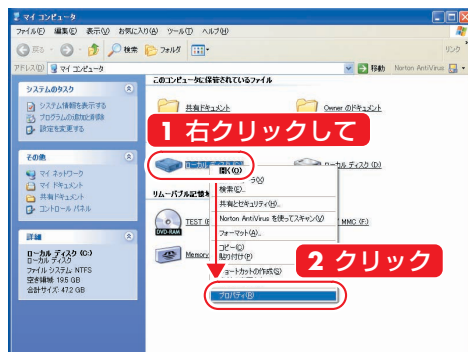 マイ コンピュータ
ファイル(F) 編集(E) 表示(V) お気に入り(A) ツール(T) ヘルプ(H)
戻る 検索 フォルダ リンク
アドレス(D) マイ コンピュータ 移動 Norton AntiVirus
システムのタスク
システム情報を表示する
プログラムの追加と削除
設定を変更する
その他
マイ ネットワーク
マイ ドキュメント
共有ドキュメント
コントロール パネル
詳細
ローカル ディスク (C:)
ローカル ディスク
ファイル システム: NTFS
空き領域: 19.5 GB
合計サイズ: 47.2 GB
このコンピュータに保管されているファイル
共有ドキュメント Owner のドキュメント
1 右クリックして
ローカル ディスク (D:)
開く(O)
検索(E)...
共有とセキュリティ(H)...
Norton AntiVirus を使ってスキャン(V)
フォーマット(A)...
コピー(C)
貼り付け(P)
ショートカットの作成(S)
プロパティ(R)
リムーバブル記憶
DVD-RAM
TEST
MMC (F:)
Memory
2 クリック